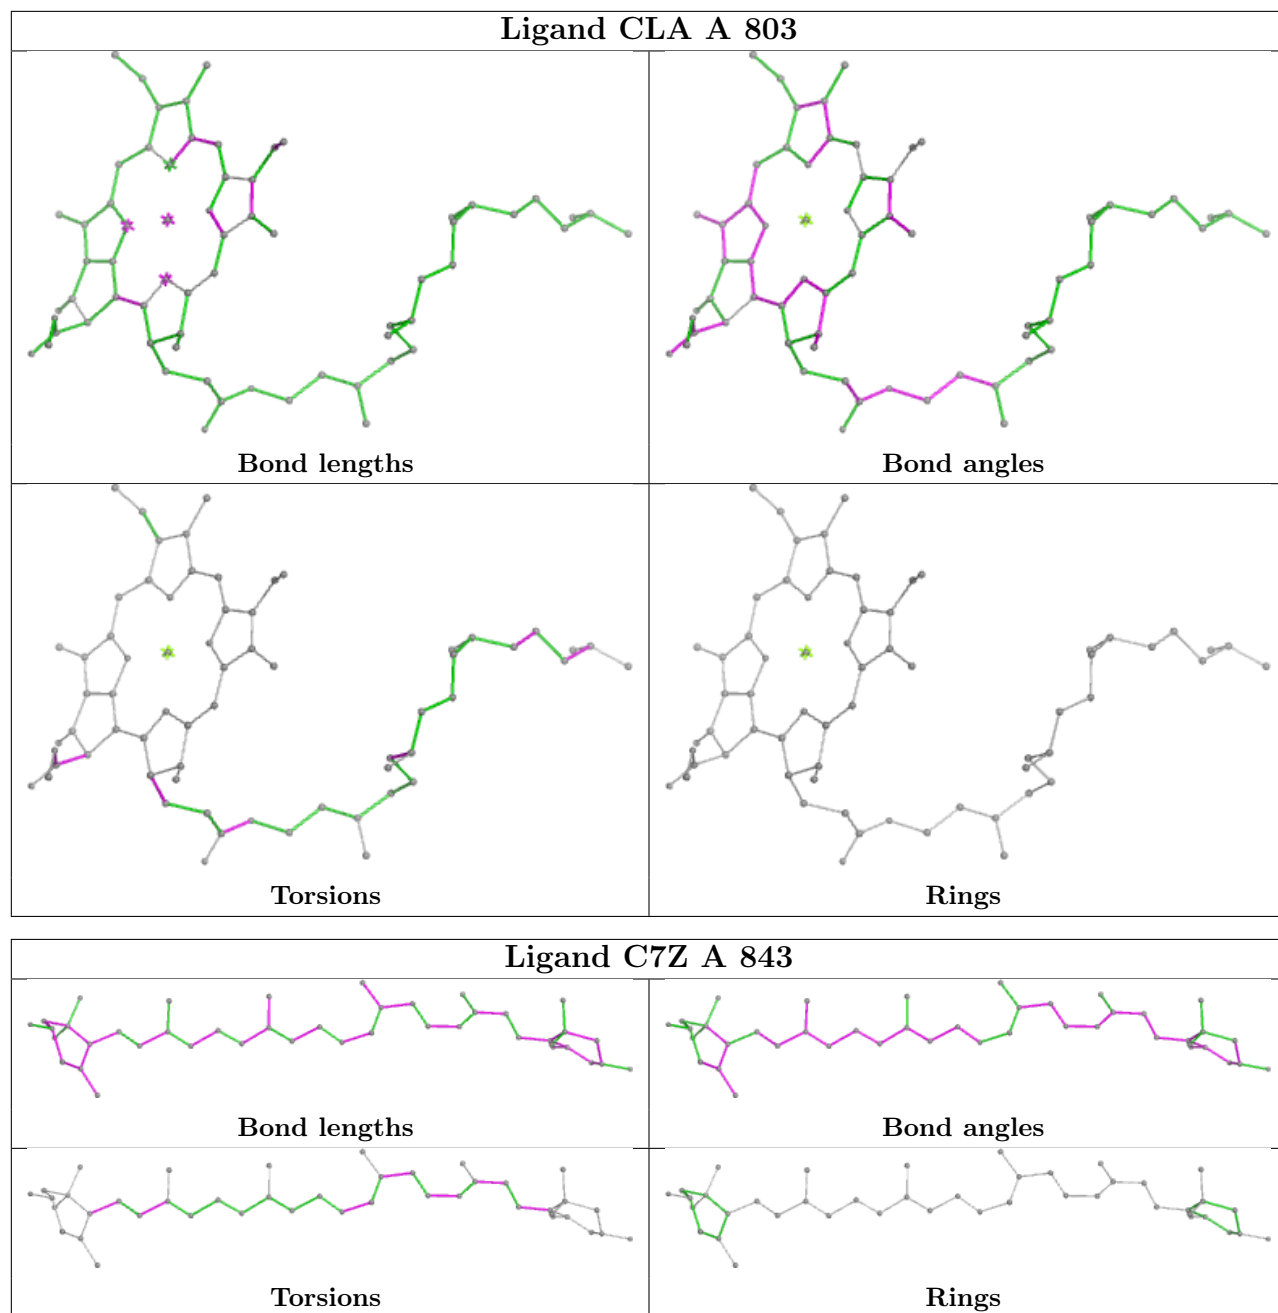 Ligand CLA A 803
Bond lengths
Bond angles
Torsions
Rings
Ligand C7Z A 843
Bond lengths
Bond angles
Torsions
Rings